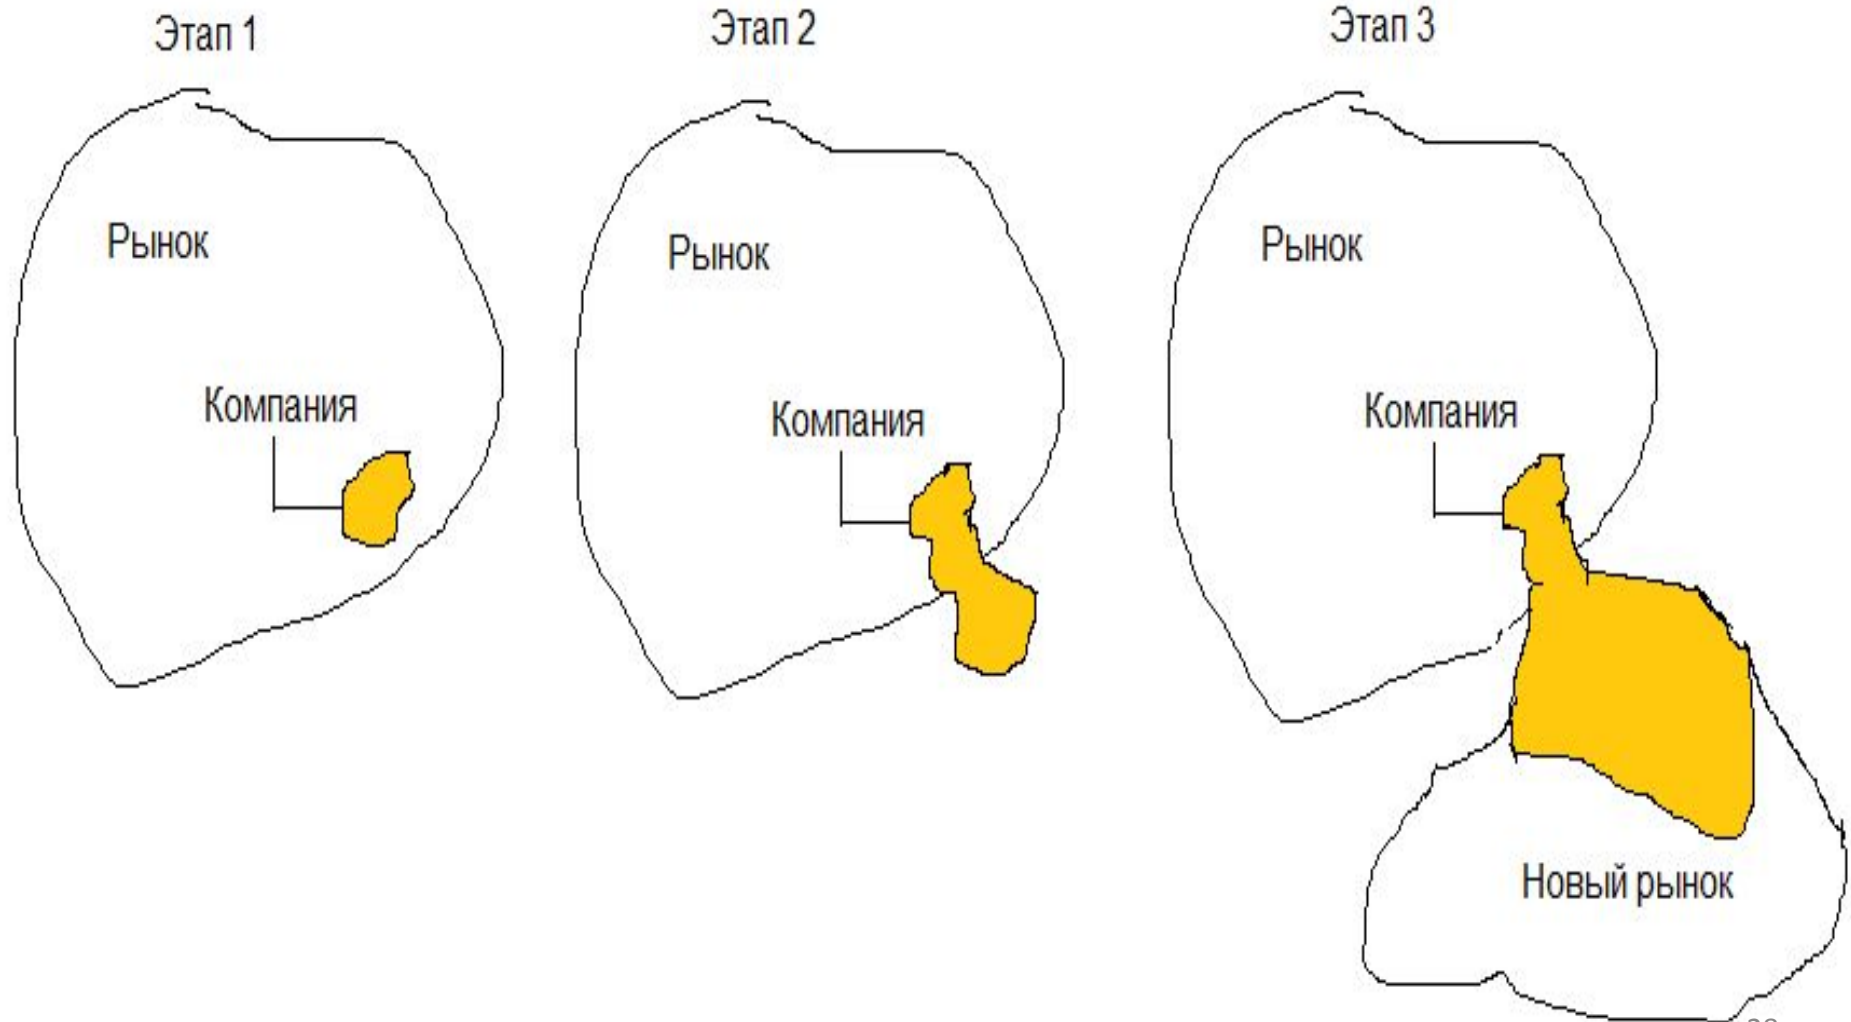 Этап 1
Этап 2
Этап 3
Рынок
Рынок
Рынок
Компания
Компания
Компания
Новый рынок